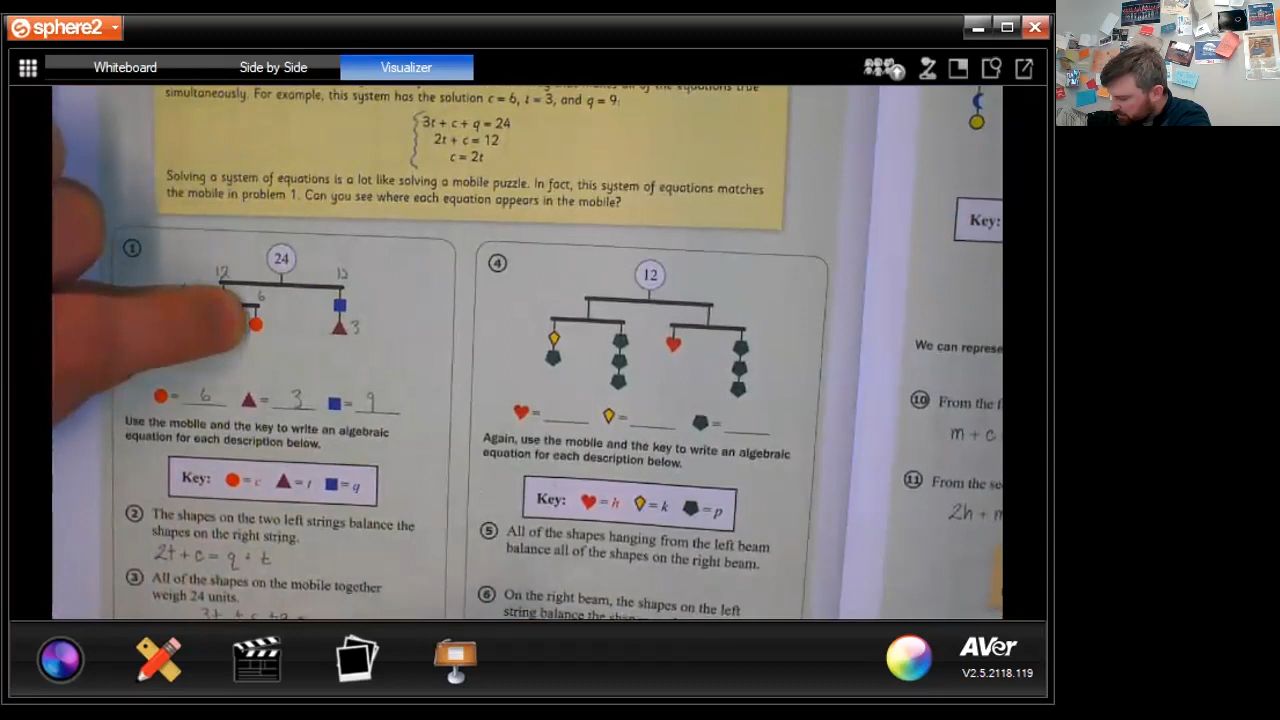 sphere2
Whiteboard
Side by Side
Visualizer
simultaneously. For example, this system has the solution c = 6, t = 3, and q = 9:
3t + c + q = 24
2t + c = 12
c = 2t
Solving a system of equations is a lot like solving a mobile puzzle. In fact, this system of equations matches
the mobile in problem 1. Can you see where each equation appears in the mobile?
1
24
12
12
6
3
= 6 = 3 = 9
Use the mobile and the key to write an algebraic
equation for each description below.
Key: = c = t = q
2 The shapes on the two left strings balance the
shapes on the right string.
2t + c = q + t
3 All of the shapes on the mobile together
weigh 24 units.
4
12
= = =
Again, use the mobile and the key to write an algebraic
equation for each description below.
Key: = h = k = p
5 All of the shapes hanging from the left beam
balance all of the shapes on the right beam.
6 On the right beam, the shapes on the left
string balance the
Key:
We can
10 From the
m + c
11 From the
2h +
AVer
V2.5.2118.119